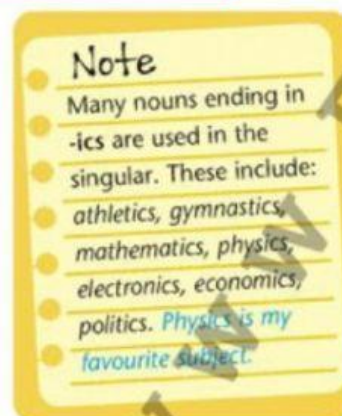 Note
Many nouns ending in
-ics are used in the
singular. These include:
athletics, gymnastics,
mathematics, physics,
electronics, economics,
politics. Physics is my
favourite subject.
W W